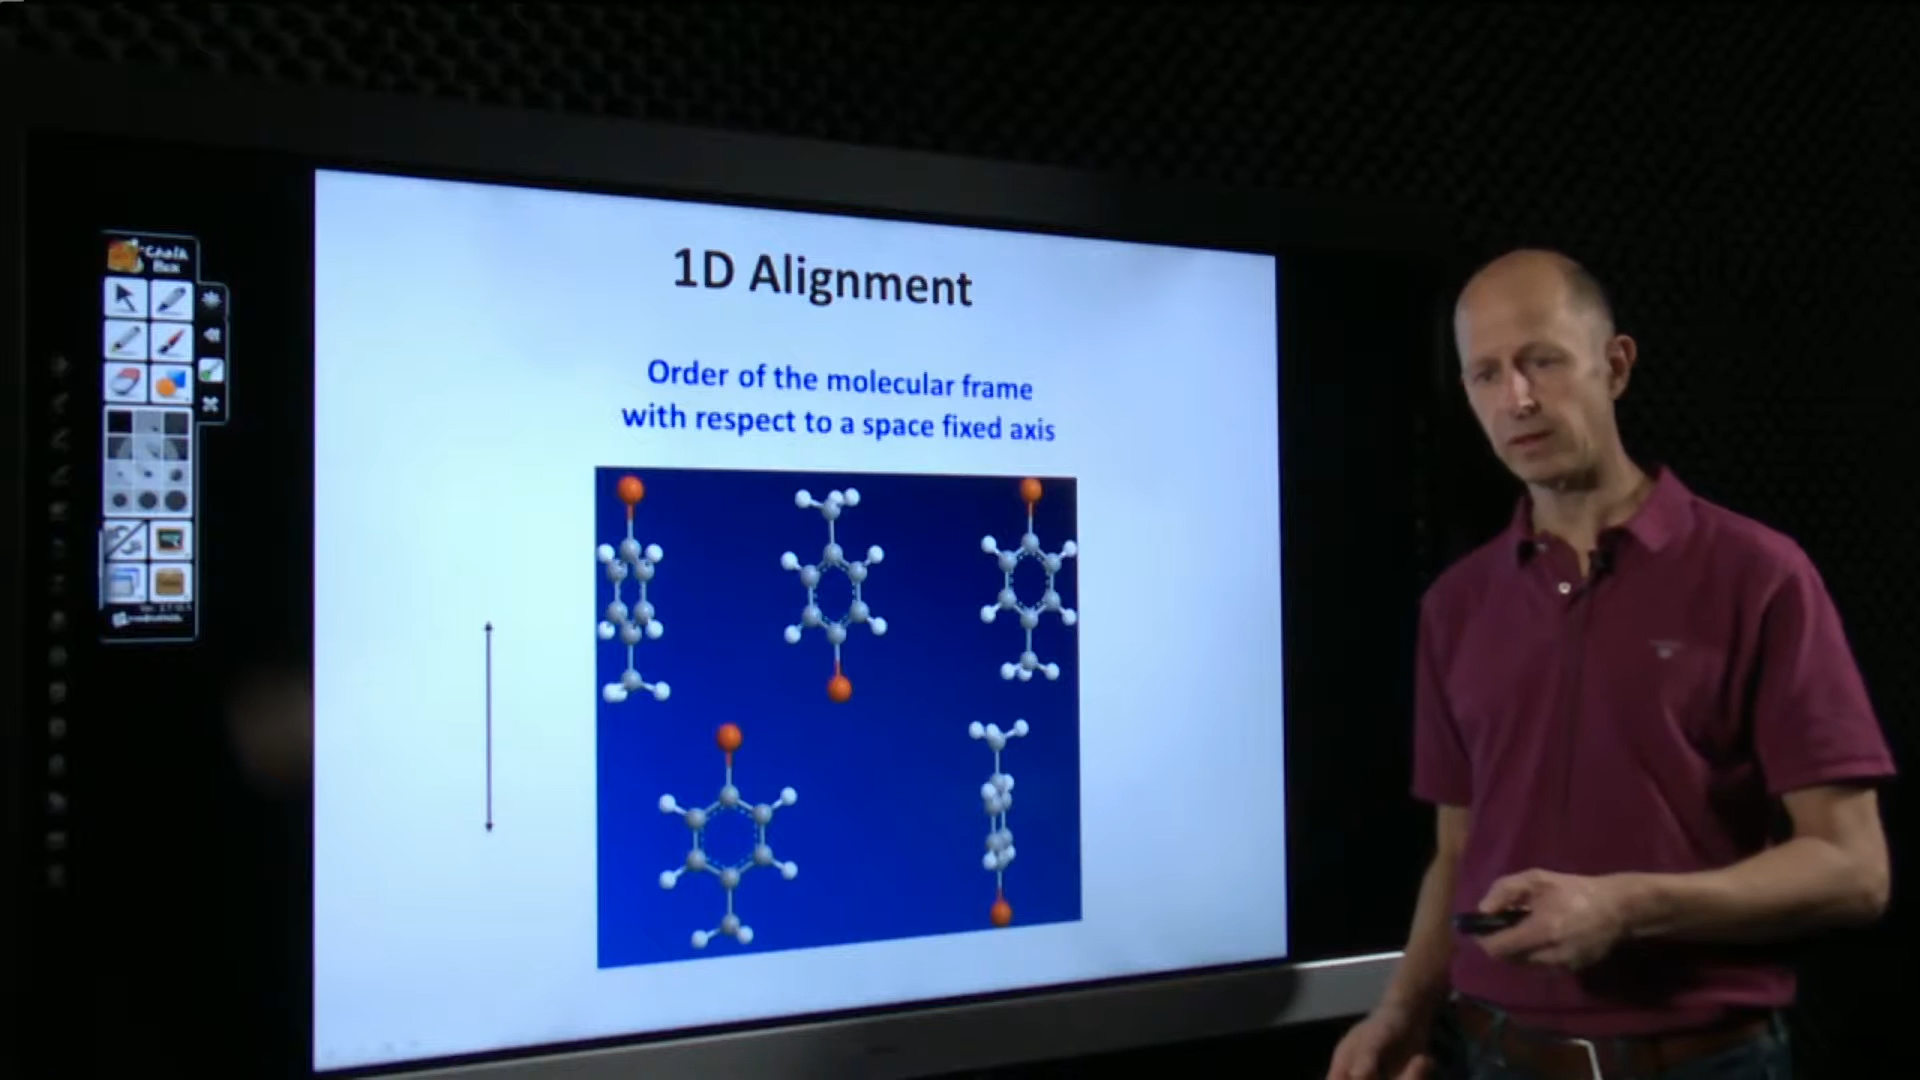 1D Alignment
Order of the molecular frame
with respect to a space fixed axis